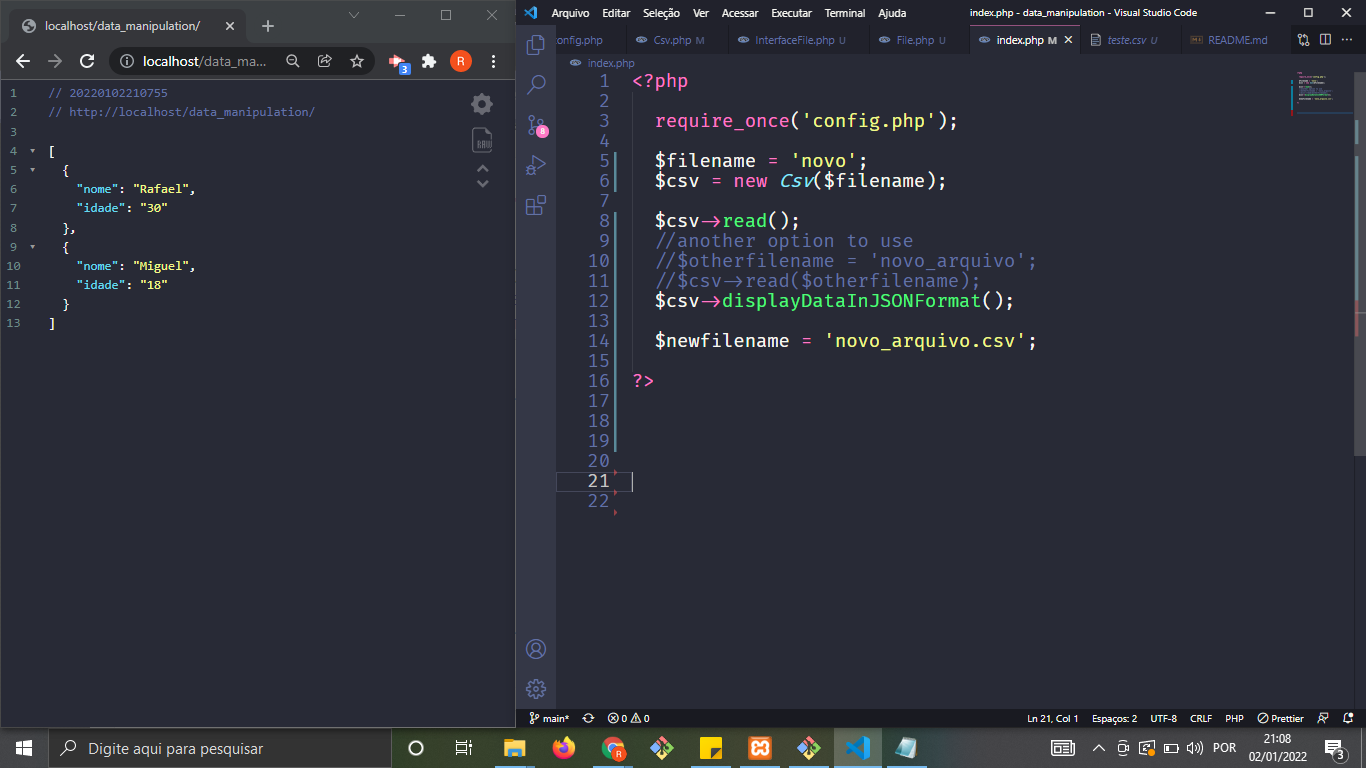 localhost/data_manipulation/
localhost/data_ma...
3
R
1 // 20220102210755
2 // http://localhost/data_manipulation/
3
4 [
5 {
6 "nome": "Rafael",
7 "idade": "30"
8 },
9 {
10 "nome": "Miguel",
11 "idade": "18"
12 }
13 ]
RAW
Arquivo Editar Seleção Ver Acessar Executar Terminal Ajuda
index.php - data_manipulation - Visual Studio Code
config.php Csv.php M InterfaceFile.php U File.php U index.php M teste.csv U README.md
index.php
8
1 <?php
2
3 require_once('config.php');
4
5 $filename = 'novo';
6 $csv = new Csv($filename);
7
8 $csv->read();
9 //another option to use
10 //$otherfilename = 'novo_arquivo';
11 //$csv->read($otherfilename);
12 $csv->displayDataInJSONFormat();
13
14 $newfilename = 'novo_arquivo.csv';
15
16 ?>
17
18
19
20
21
22
main* 0 0 Ln 21, Col 1 Espaços: 2 UTF-8 CRLF PHP Prettier
Digite aqui para pesquisar
R
POR
21:08
02/01/2022
3